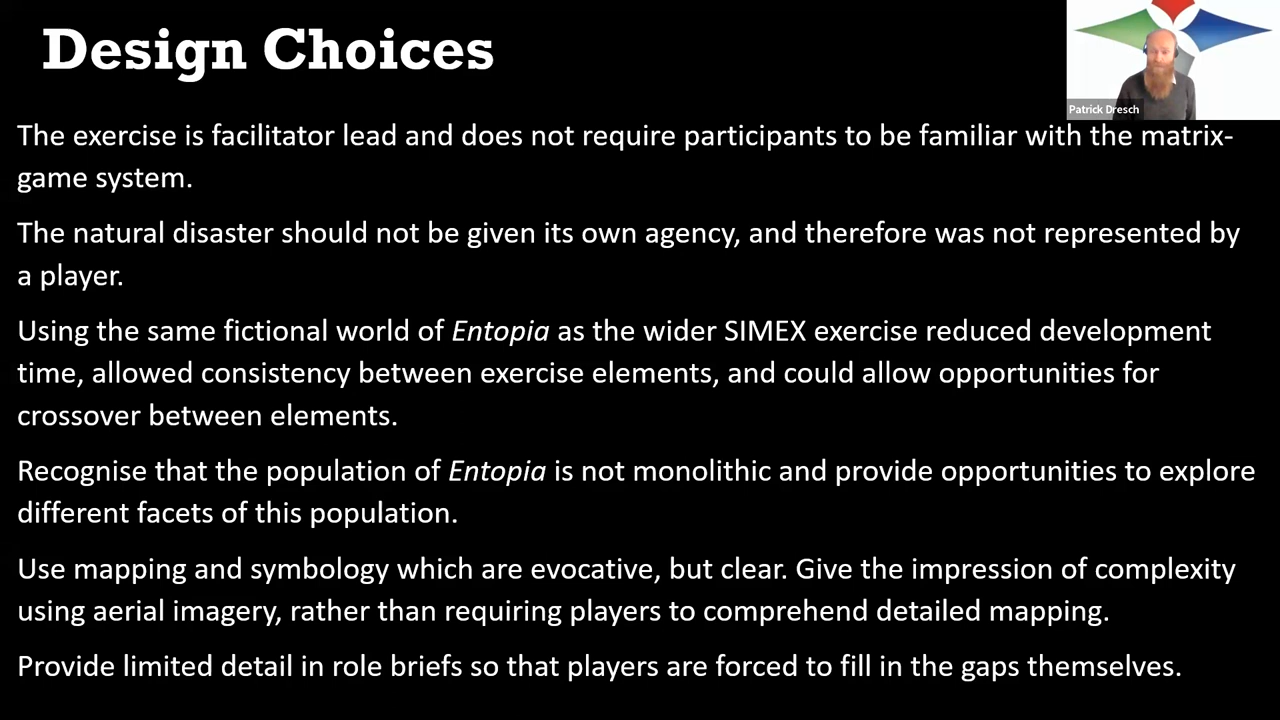 Design Choices
Patrick Dresch
The exercise is facilitator lead and does not require participants to be familiar with the matrix-
game system.
The natural disaster should not be given its own agency, and therefore was not represented by
a player.
Using the same fictional world of Entopia as the wider SIMEX exercise reduced development
time, allowed consistency between exercise elements, and could allow opportunities for
crossover between elements.
Recognise that the population of Entopia is not monolithic and provide opportunities to explore
different facets of this population.
Use mapping and symbology which are evocative, but clear. Give the impression of complexity
using aerial imagery, rather than requiring players to comprehend detailed mapping.
Provide limited detail in role briefs so that players are forced to fill in the gaps themselves.